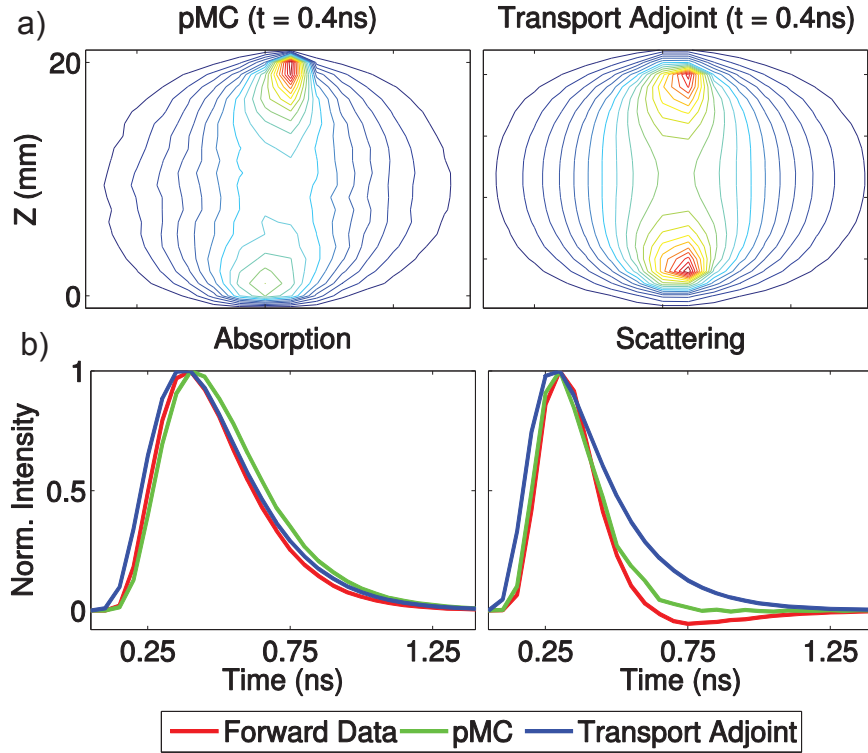 a) pMC (t = 0.4ns) Transport Adjoint (t = 0.4ns)
20
Z (mm)
0
b) Absorption Scattering
1
Norm. Intensity
0.5
0
0.25 0.75 1.25 0.25 0.75 1.25
Time (ns) Time (ns)
Forward Data pMC Transport Adjoint